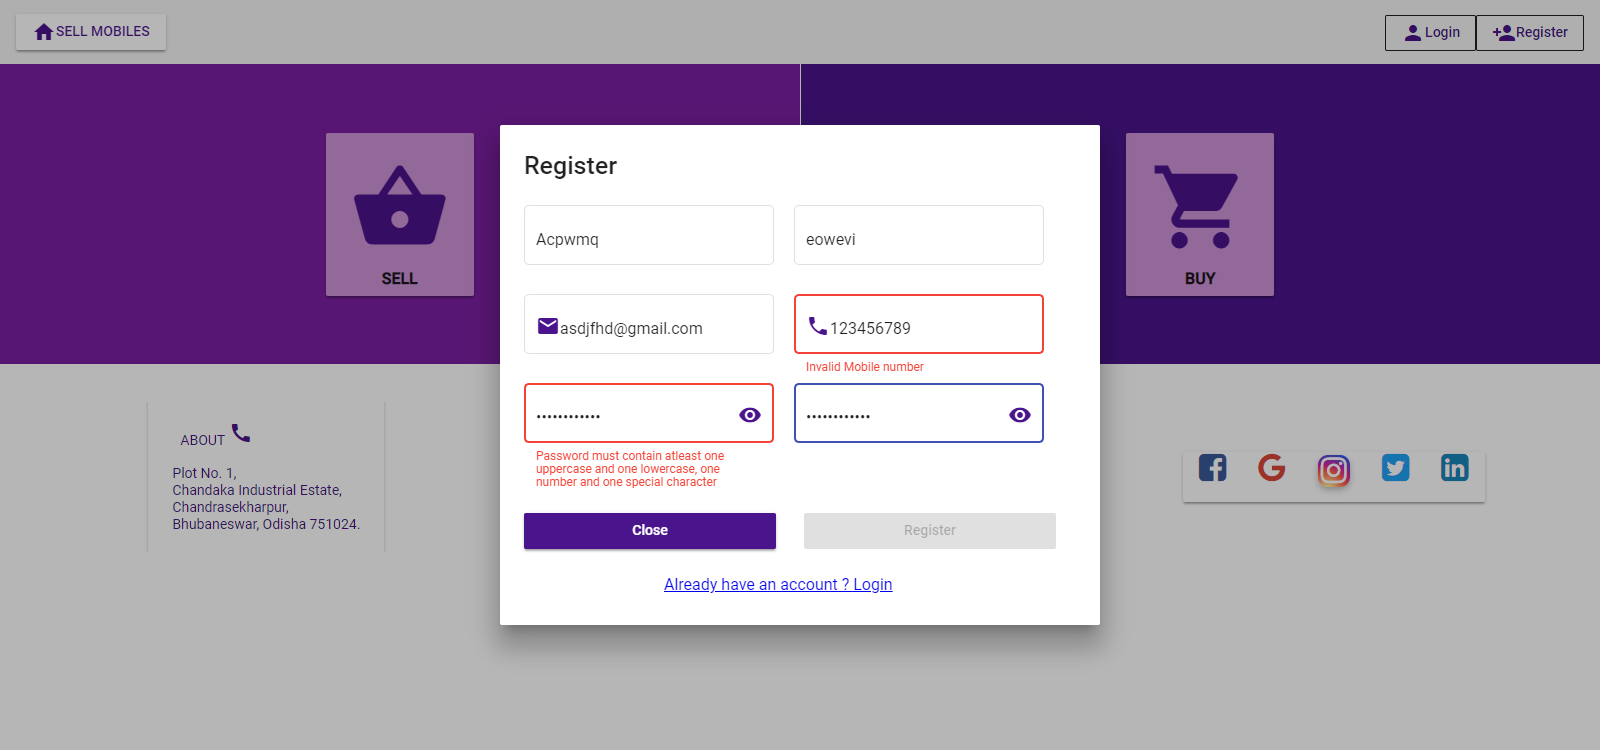 SELL MOBILES
Login
Register
SELL
BUY
Register
Acpwmq
eowevi
asdjfhd@gmail.com
123456789
Invalid Mobile number
••••••••••••
••••••••••••
Password must contain atleast one
uppercase and one lowercase, one
number and one special character
Close
Register
Already have an account ? Login
ABOUT
Plot No. 1,
Chandaka Industrial Estate,
Chandrasekharpur,
Bhubaneswar, Odisha 751024.